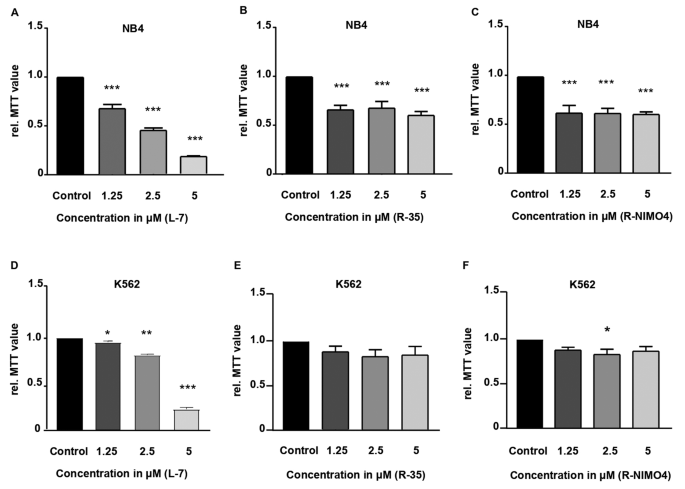 A
NB4
rel. MTT value
1.5
1.0
0.5
0
***
***
***
Control 1.25 2.5 5
Concentration in µM (L-7)
B
NB4
rel. MTT value
1.5
1.0
0.5
0
***
***
***
Control 1.25 2.5 5
Concentration in µM (R-35)
C
NB4
rel. MTT value
1.5
1.0
0.5
0
***
***
***
Control 1.25 2.5 5
Concentration in µM (R-NIMO4)
D
K562
rel. MTT value
1.5
1.0
0.5
0
*
**
***
Control 1.25 2.5 5
Concentration in µM (L-7)
E
K562
rel. MTT value
1.5
1.0
0.5
0
Control 1.25 2.5 5
Concentration in µM (R-35)
F
K562
rel. MTT value
1.5
1.0
0.5
0
*
Control 1.25 2.5 5
Concentration in µM (R-NIMO4)